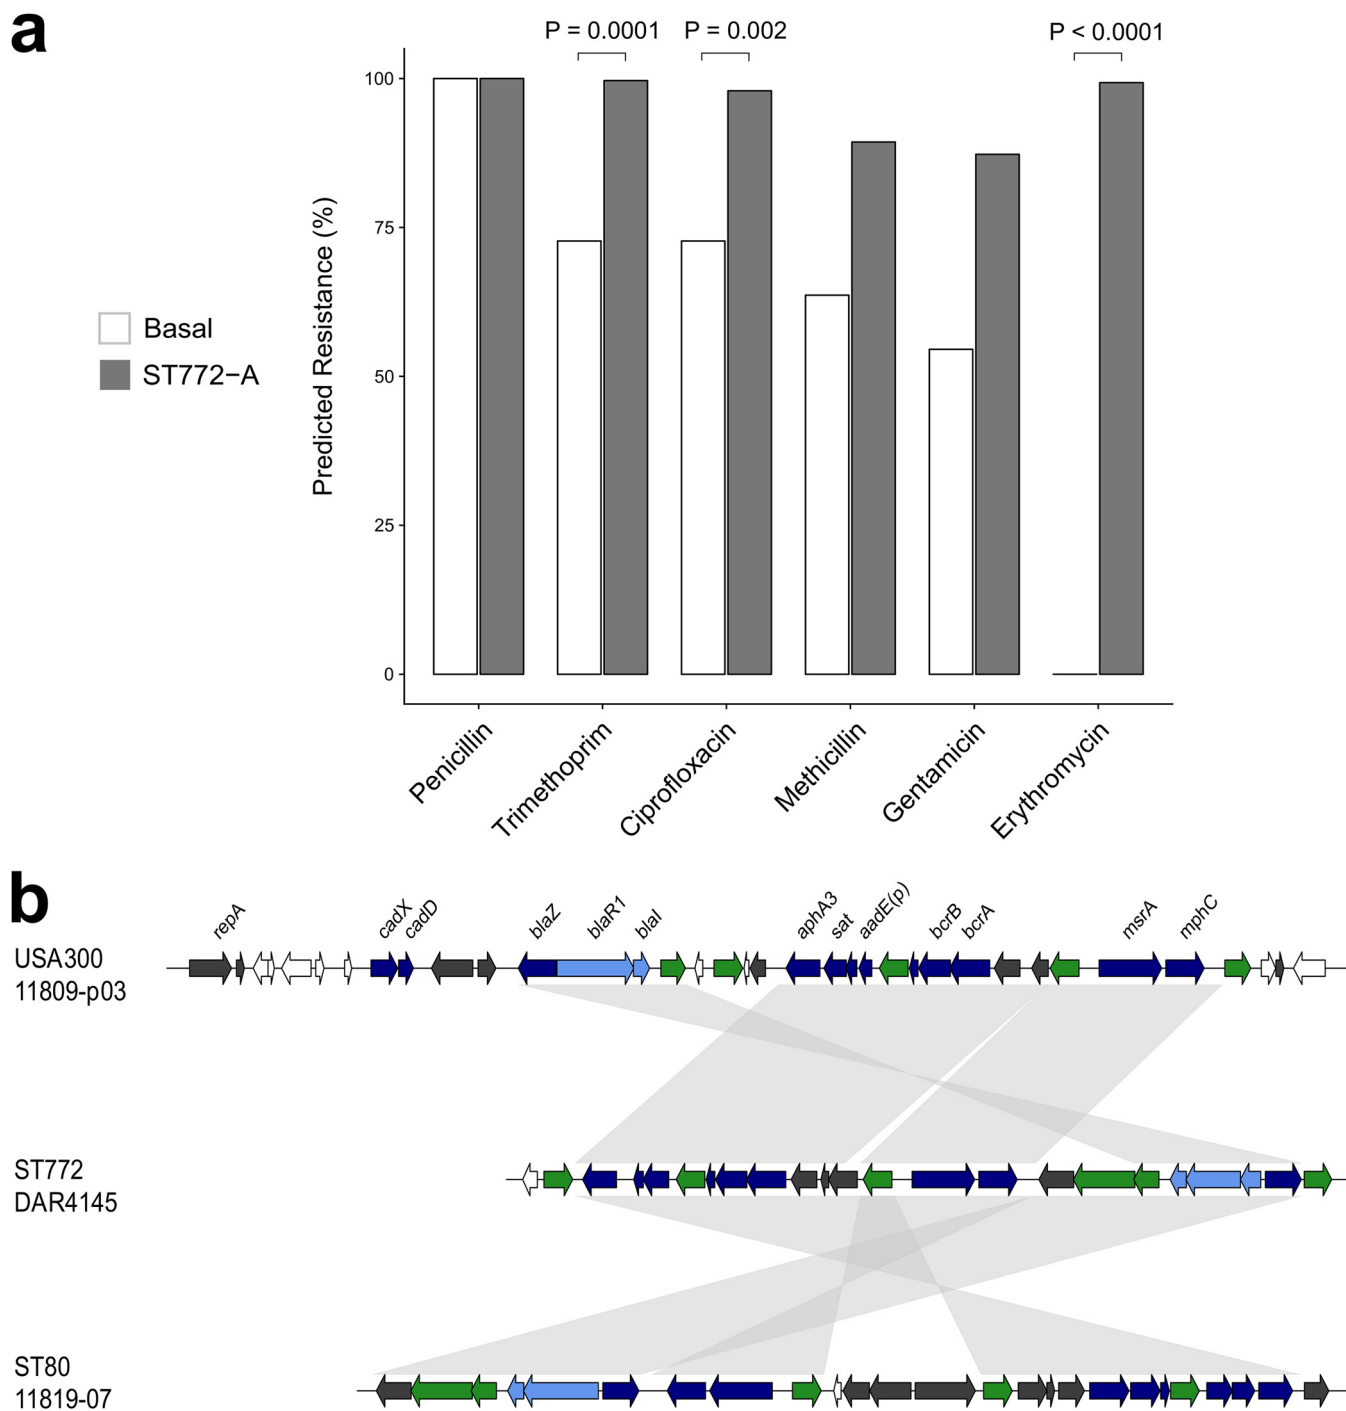 a
P = 0.0001
P = 0.002
P < 0.0001
100
75
50
25
0
Predicted Resistance (%)
Basal
ST772−A
Penicillin
Trimethoprim
Ciprofloxacin
Methicillin
Gentamicin
Erythromycin
b
repA
cadX
cadD
blaZ
blaR1
blaI
aphA3
sat
aadE(p)
bcrB
bcrA
msrA
mphC
USA300
11809-p03
ST772
DAR4145
ST80
11819-07